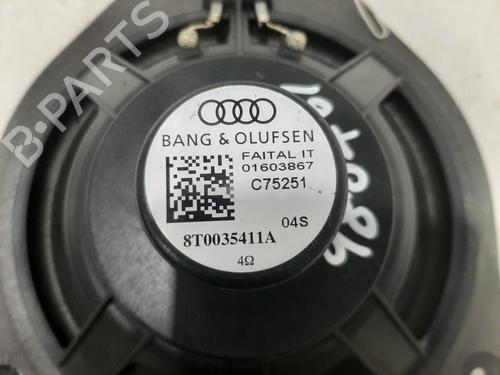 B-PARTS
BANG & OLUFSEN
FAITAL IT
01603867
C75251
04S
8T0035411A
4Ω